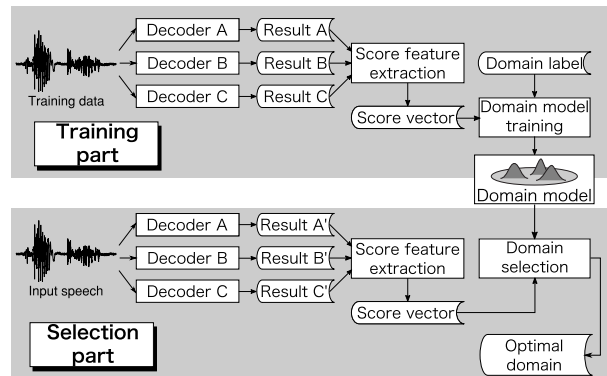 Decoder A
Result A
Decoder B
Result B
Decoder C
Result C
Training data
Score feature
extraction
Score vector
Domain label
Domain model
training
Training
part
Domain model
Decoder A
Result A'
Decoder B
Result B'
Decoder C
Result C'
Input speech
Score feature
extraction
Score vector
Domain
selection
Optimal
domain
Selection
part